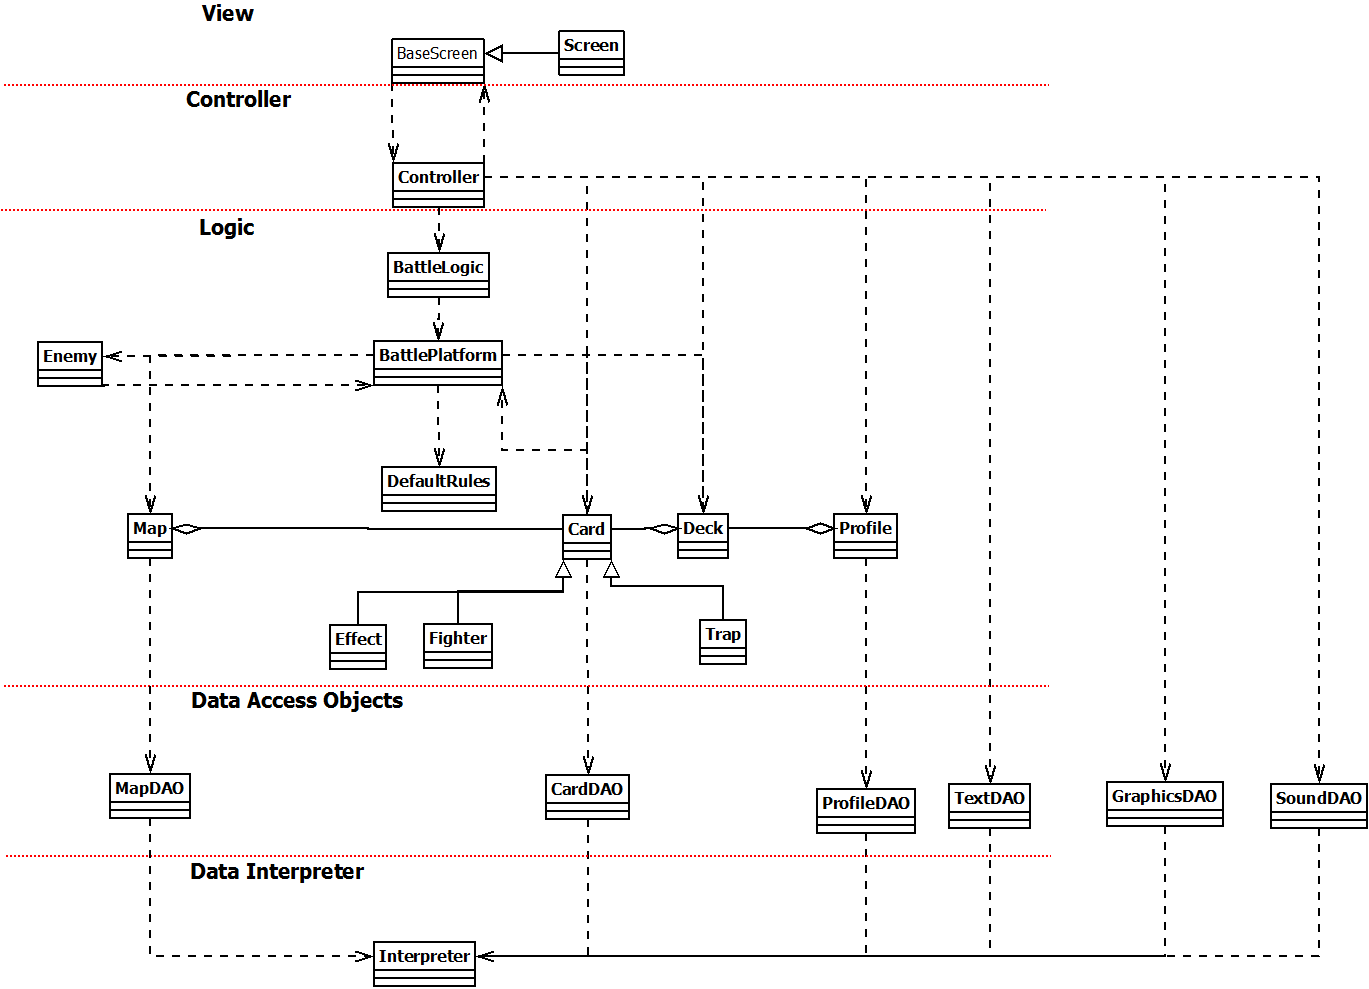 View
BaseScreen
Screen
Controller
Controller
Logic
BattleLogic
Enemy
BattlePlatform
DefaultRules
Map
Card
Deck
Profile
Effect
Fighter
Trap
Data Access Objects
MapDAO
CardDAO
ProfileDAO
TextDAO
GraphicsDAO
SoundDAO
Data Interpreter
Interpreter